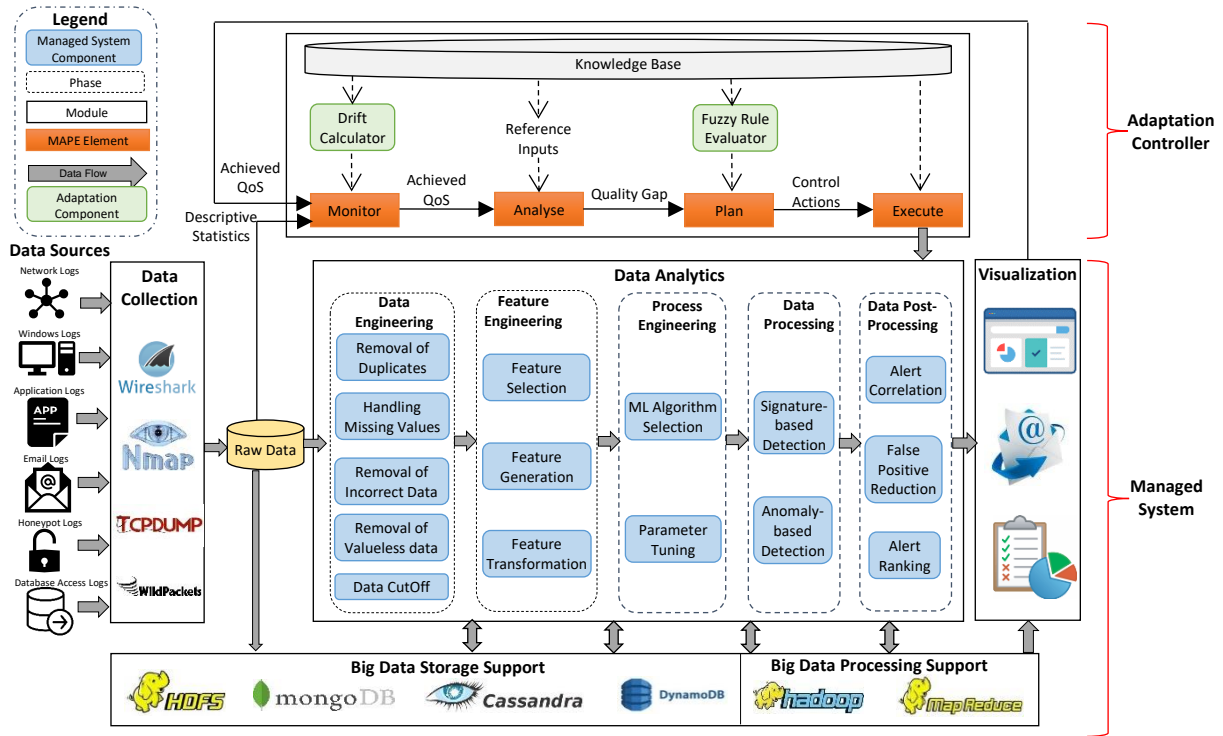 Legend
Managed System
Component
Phase
Module
MAPE Element
Data Flow
Adaptation
Component
Knowledge Base
Drift
Calculator
Reference
Inputs
Fuzzy Rule
Evaluator
Achieved
QoS
Descriptive
Statistics
Monitor
Achieved
QoS
Analyse
Quality Gap
Plan
Control
Actions
Execute
Adaptation
Controller
Data Sources
Network Logs
Windows Logs
Application Logs
APP
Email Logs
@
Honeypot Logs
Database Access Logs
Data
Collection
Wireshark
Nmap
TCPDUMP
WildPackets
Raw Data
Data Analytics
Data
Engineering
Removal of
Duplicates
Handling
Missing Values
Removal of
Incorrect Data
Removal of
Valueless data
Data CutOff
Feature
Engineering
Feature
Selection
Feature
Generation
Feature
Transformation
Process
Engineering
ML Algorithm
Selection
Parameter
Tuning
Data
Processing
Signature-
based
Detection
Anomaly-
based
Detection
Data Post-
Processing
Alert
Correlation
False
Positive
Reduction
Alert
Ranking
Visualization
@
Managed
System
Big Data Storage Support
HDFS
mongoDB
Cassandra
DynamoDB
Big Data Processing Support
hadoop
Map Reduce